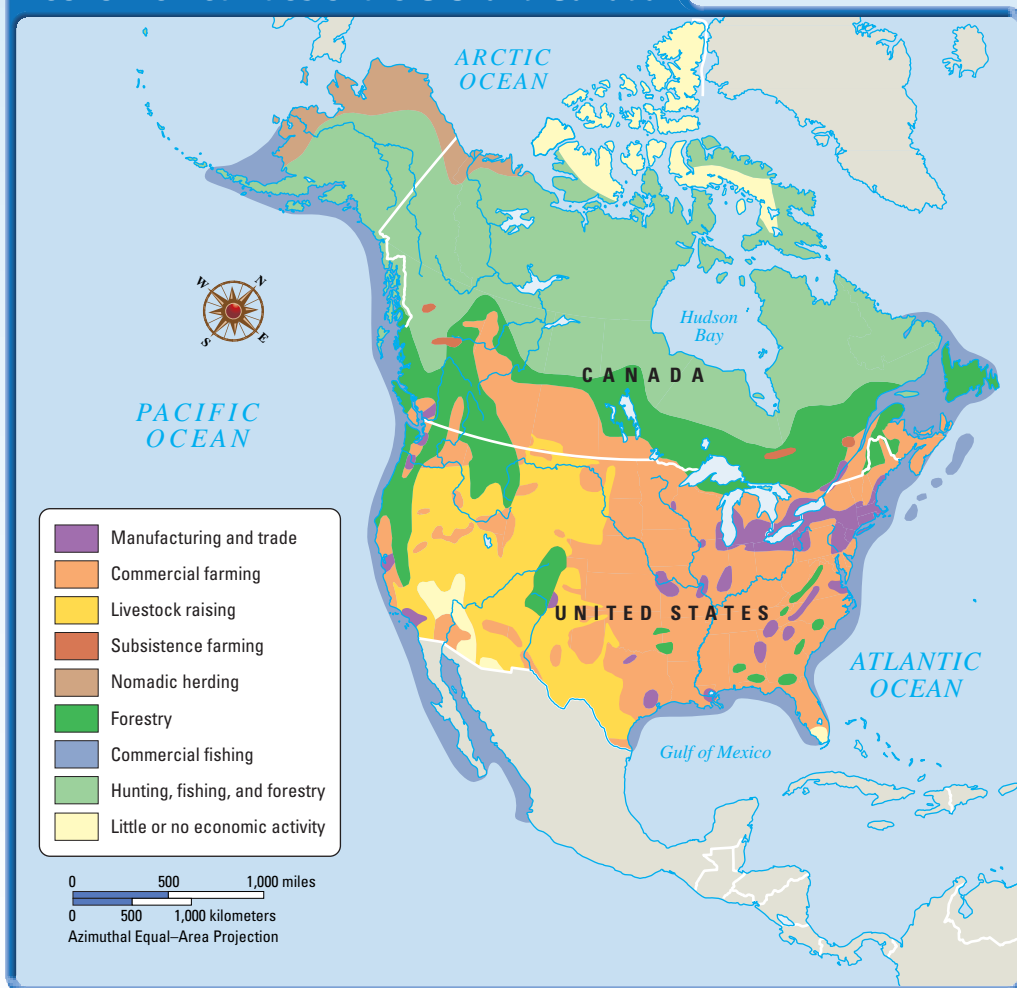 ARCTIC
OCEAN
N
W
E
S
Hudson
Bay
CANADA
PACIFIC
OCEAN
Manufacturing and trade
Commercial farming
Livestock raising
Subsistence farming
Nomadic herding
Forestry
Commercial fishing
Hunting, fishing, and forestry
Little or no economic activity
UNITED STATES
ATLANTIC
OCEAN
Gulf of Mexico
0 500 1,000 miles
0 500 1,000 kilometers
Azimuthal Equal–Area Projection